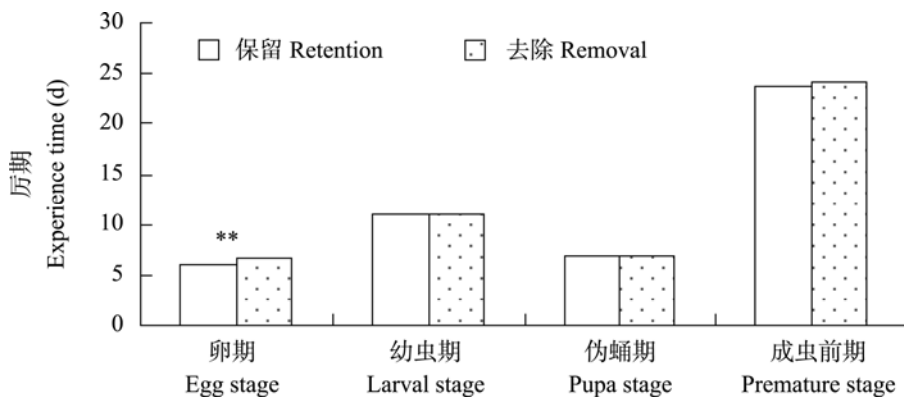 30
25
20
15
10
5
0
厉期
Experience time (d)
保留 Retention
去除 Removal
**
卵期
Egg stage
幼虫期
Larval stage
伪蛹期
Pupa stage
成虫前期
Premature stage